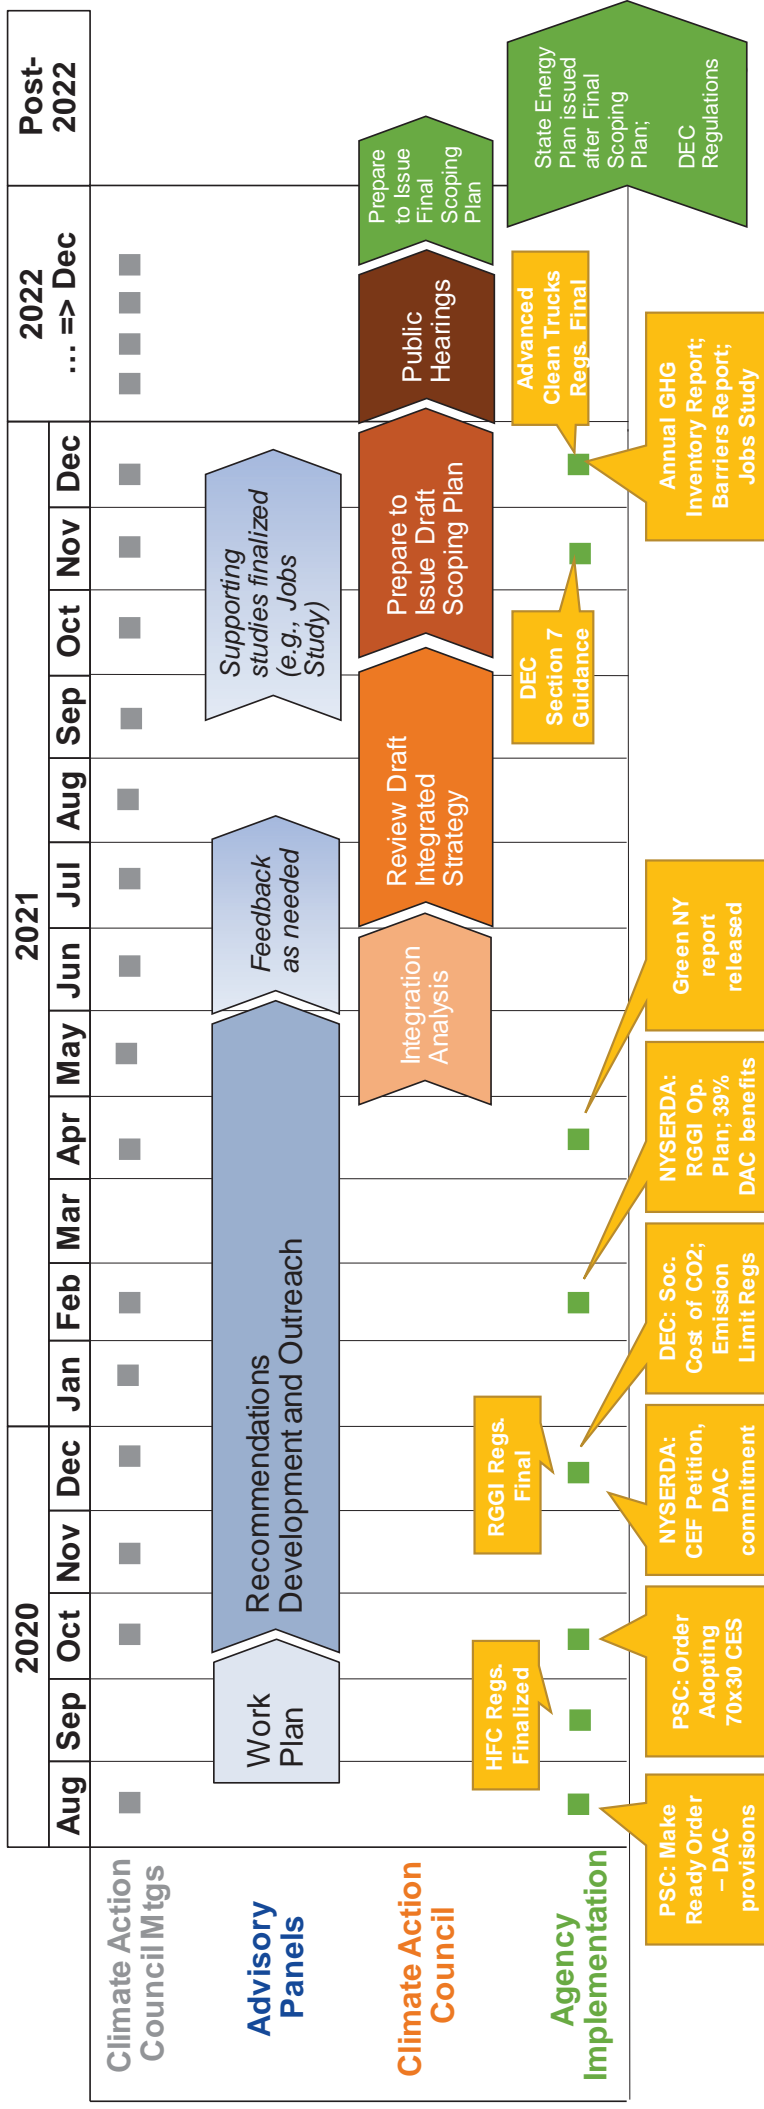 2020
2021
2022
... => Dec
Post-
2022
Aug
Sep
Oct
Nov
Dec
Jan
Feb
Mar
Apr
May
Jun
Jul
Aug
Sep
Oct
Nov
Dec
Climate Action
Council Mtgs
Advisory
Panels
Work
Plan
Recommendations
Development and Outreach
Feedback
as needed
Supporting
studies finalized
(e.g., Jobs
Study)
Climate Action
Council
Integration
Analysis
Review Draft
Integrated
Strategy
Prepare to
Issue Draft
Scoping Plan
Public
Hearings
Prepare
to Issue
Final
Scoping
Plan
Agency
Implementation
HFC Regs.
Finalized
RGGI Regs.
Final
DEC
Section 7
Guidance
Advanced
Clean Trucks
Regs. Final
State Energy
Plan issued
after Final
Scoping
Plan;
DEC
Regulations
PSC: Make
Ready Order
– DAC
provisions
PSC: Order
Adopting
70x30 CES
NYSERDA:
CEF Petition,
DAC
commitment
DEC: Soc.
Cost of CO2;
Emission
Limit Regs
NYSERDA:
RGGI Op.
Plan; 39%
DAC benefits
Green NY
report
released
Annual GHG
Inventory Report;
Barriers Report;
Jobs Study